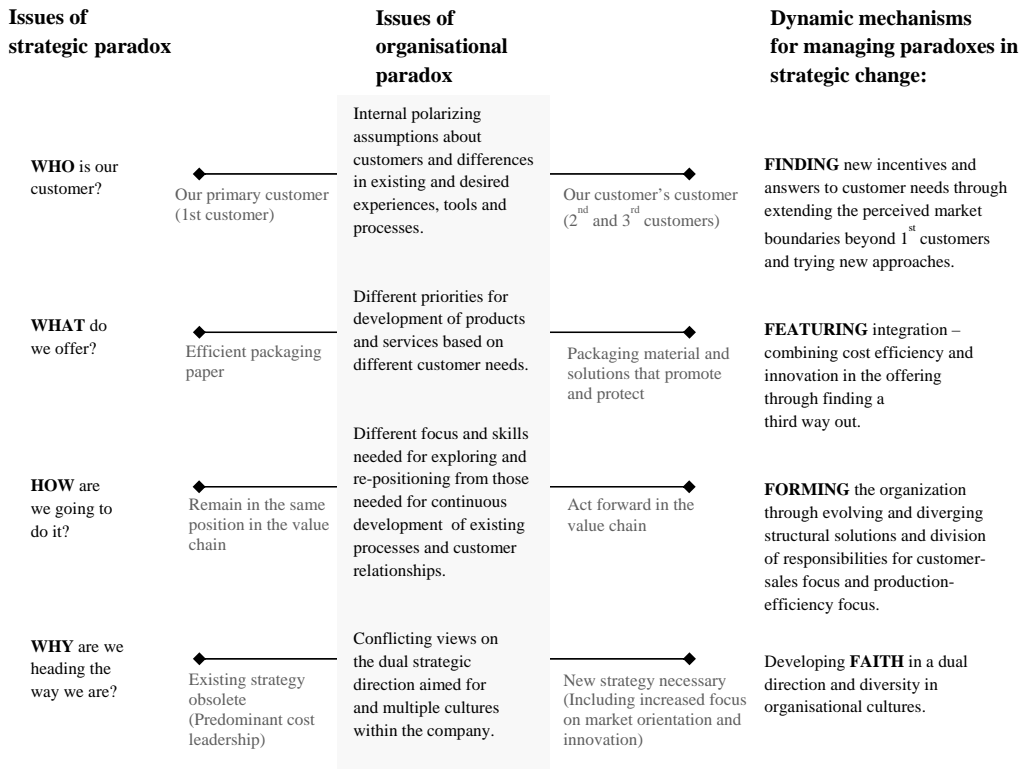 Issues of
strategic paradox
Issues of
organisational
paradox
Dynamic mechanisms
for managing paradoxes in
strategic change:
WHO is our
customer?
Our primary customer
(1st customer)
Internal polarizing
assumptions about
customers and differences
in existing and desired
experiences, tools and
processes.
Our customer's customer
(2nd and 3rd customers)
FINDING new incentives and
answers to customer needs through
extending the perceived market
boundaries beyond 1st customers
and trying new approaches.
WHAT do
we offer?
Efficient packaging
paper
Different priorities for
development of products
and services based on
different customer needs.
Packaging material and
solutions that promote
and protect
FEATURING integration –
combining cost efficiency and
innovation in the offering
through finding a
third way out.
HOW are
we going to
do it?
Remain in the same
position in the value
chain
Different focus and skills
needed for exploring and
re-positioning from those
needed for continuous
development of existing
processes and customer
relationships.
Act forward in the
value chain
FORMING the organization
through evolving and diverging
structural solutions and division
of responsibilities for customer-
sales focus and production-
efficiency focus.
WHY are we
heading the
way we are?
Existing strategy
obsolete
(Predominant cost
leadership)
Conflicting views on
the dual strategic
direction aimed for
and multiple cultures
within the company.
New strategy necessary
(Including increased focus
on market orientation and
innovation)
Developing FAITH in a dual
direction and diversity in
organisational cultures.